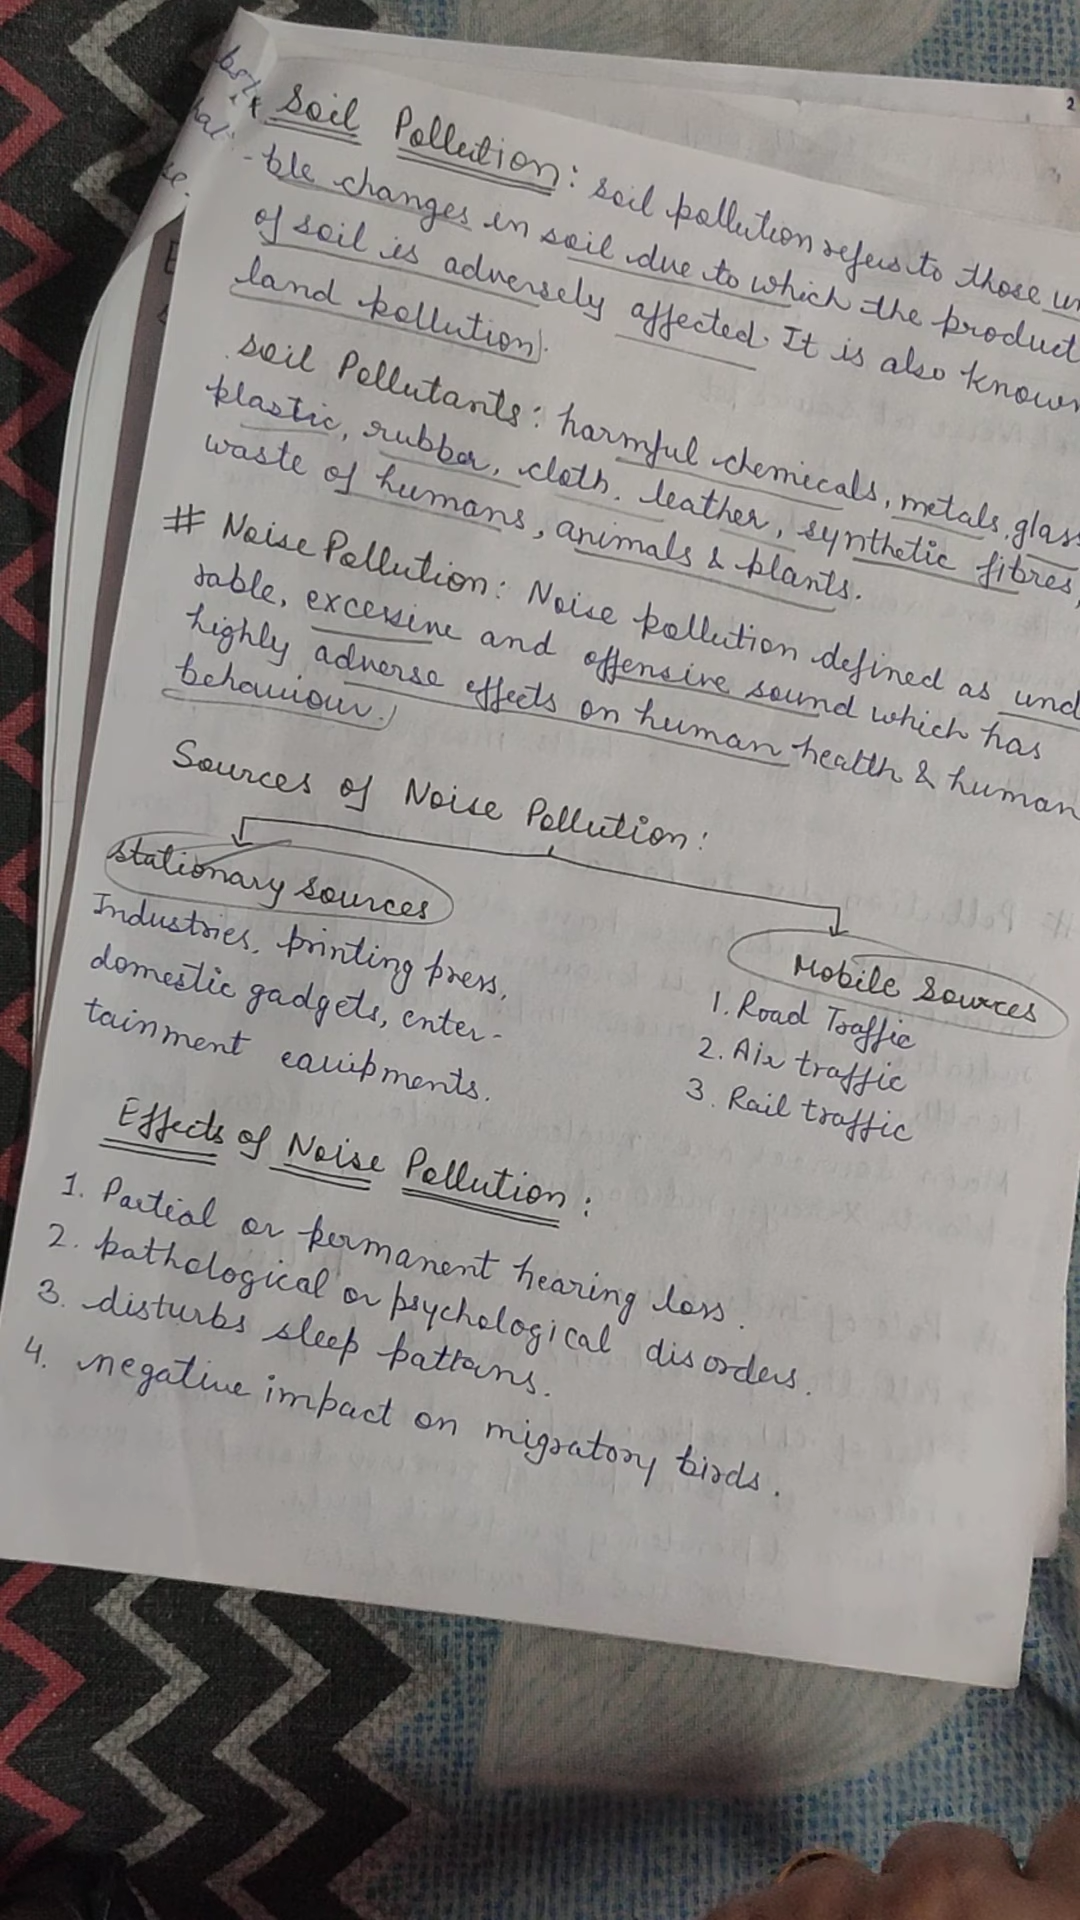 * Soil Pollution: soil pollution refers to those un
-ble changes in soil due to which the product
of soil is adversely affected. It is also known
land pollution.
soil Pollutants: harmful chemicals, metals, glass
plastic, rubber, cloth, leather, synthetic fibres,
waste of humans, animals & plants.
# Noise Pollution: Noise pollution defined as und
rable, excessive and offensive sound which has
highly adverse effects on human health & human
behaviour.
Sources of Noise Pollution:
Stationary sources
Industries, printing press,
domestic gadgets, enter-
tainment equipments.
Mobile Sources
1. Road Traffic
2. Air traffic
3. Rail traffic
Effects of Noise Pollution:
1. Partial or permanent hearing loss.
2. pathological or psychological disorders.
3. disturbs sleep patterns.
4. negative impact on migratory birds.